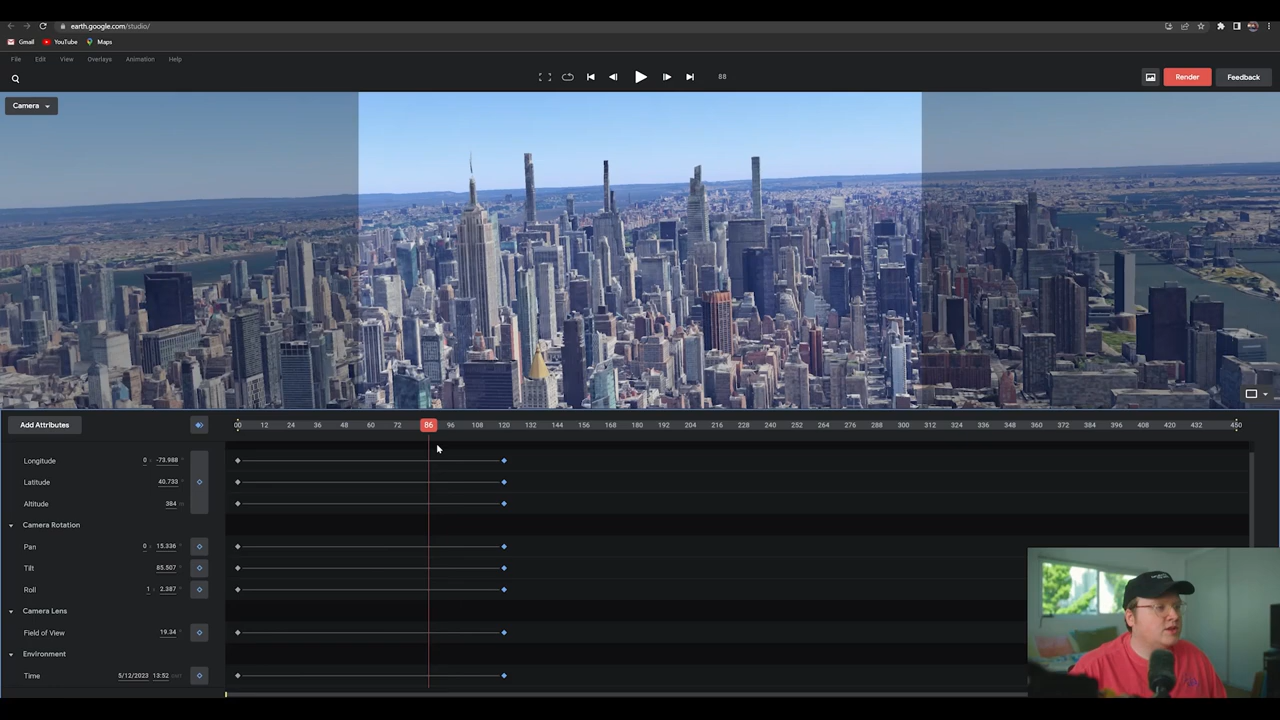 earth.google.com/studio/
Gmail YouTube Maps
File Edit View Overlays Animation Help
88 Render Feedback
Camera
Add Attributes 00 12 24 36 48 60 72 86 96 108 120 132 144 156 168 180 192 204 216 228 240 252 264 276 288 300 312 324 336 348 360 372 384 396 408 420 432 450
Longitude 0 -73.988
Latitude 40.733
Altitude 384 m
Camera Rotation
Pan 0 x 15.336 °
Tilt 85.507 °
Roll 1 x 2.387 °
Camera Lens
Field of View 19.34 °
Environment
Time 5/12/2023 13:52 GMT